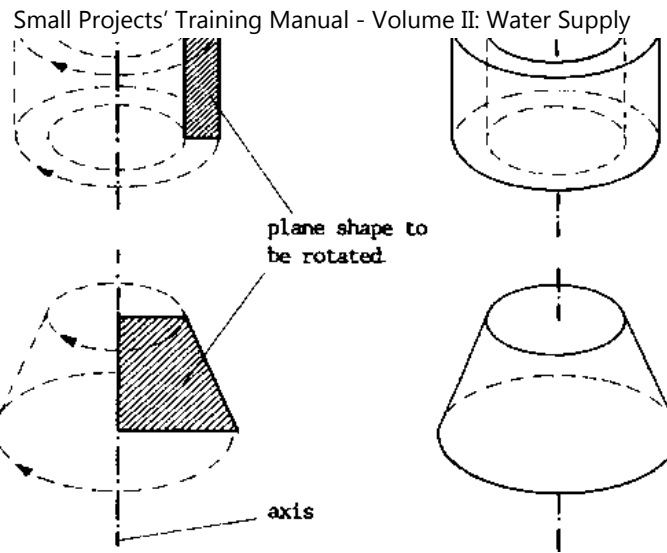 Small Projects’ Training Manual - Volume II: Water Supply
plane shape to
be rotated
axis